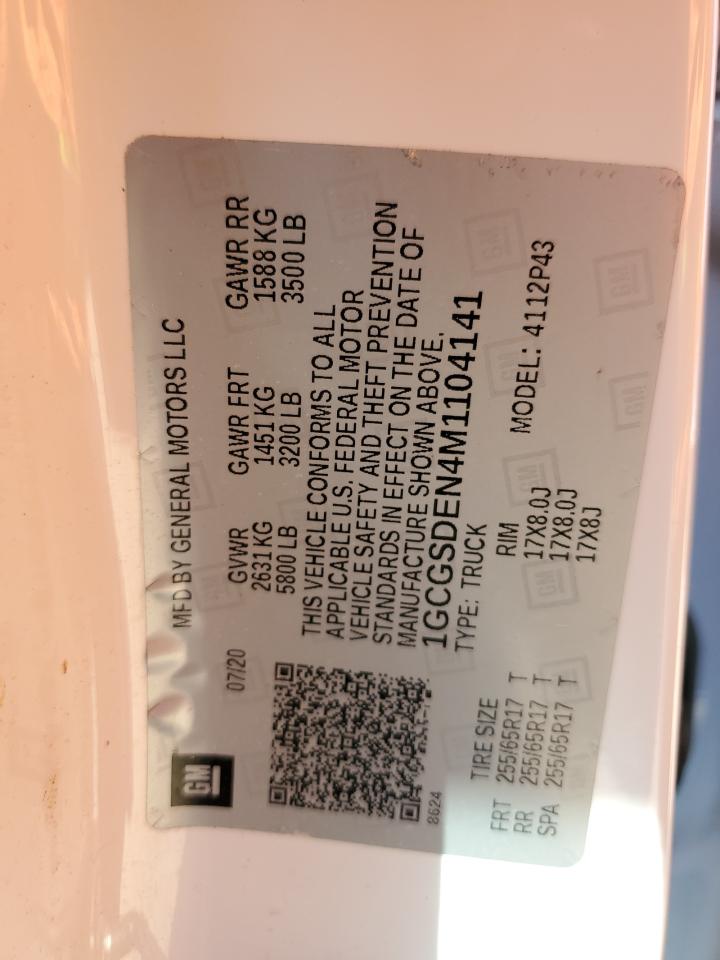 GM
MFD BY GENERAL MOTORS LLC
07/20
GVWR GAWR FRT GAWR RR
2631 KG 1451 KG 1588 KG
5800 LB 3200 LB 3500 LB
THIS VEHICLE CONFORMS TO ALL
APPLICABLE U.S. FEDERAL MOTOR
VEHICLE SAFETY AND THEFT PREVENTION
STANDARDS IN EFFECT ON THE DATE OF
MANUFACTURE SHOWN ABOVE.
1GCGSDEN4M1104141
8624
TYPE: TRUCK
TIRE SIZE RIM MODEL: 4112P43
FRT 255/65R17 T 17X8.0J
RR 255/65R17 T 17X8.0J
SPA 255/65R17 T 17X8J